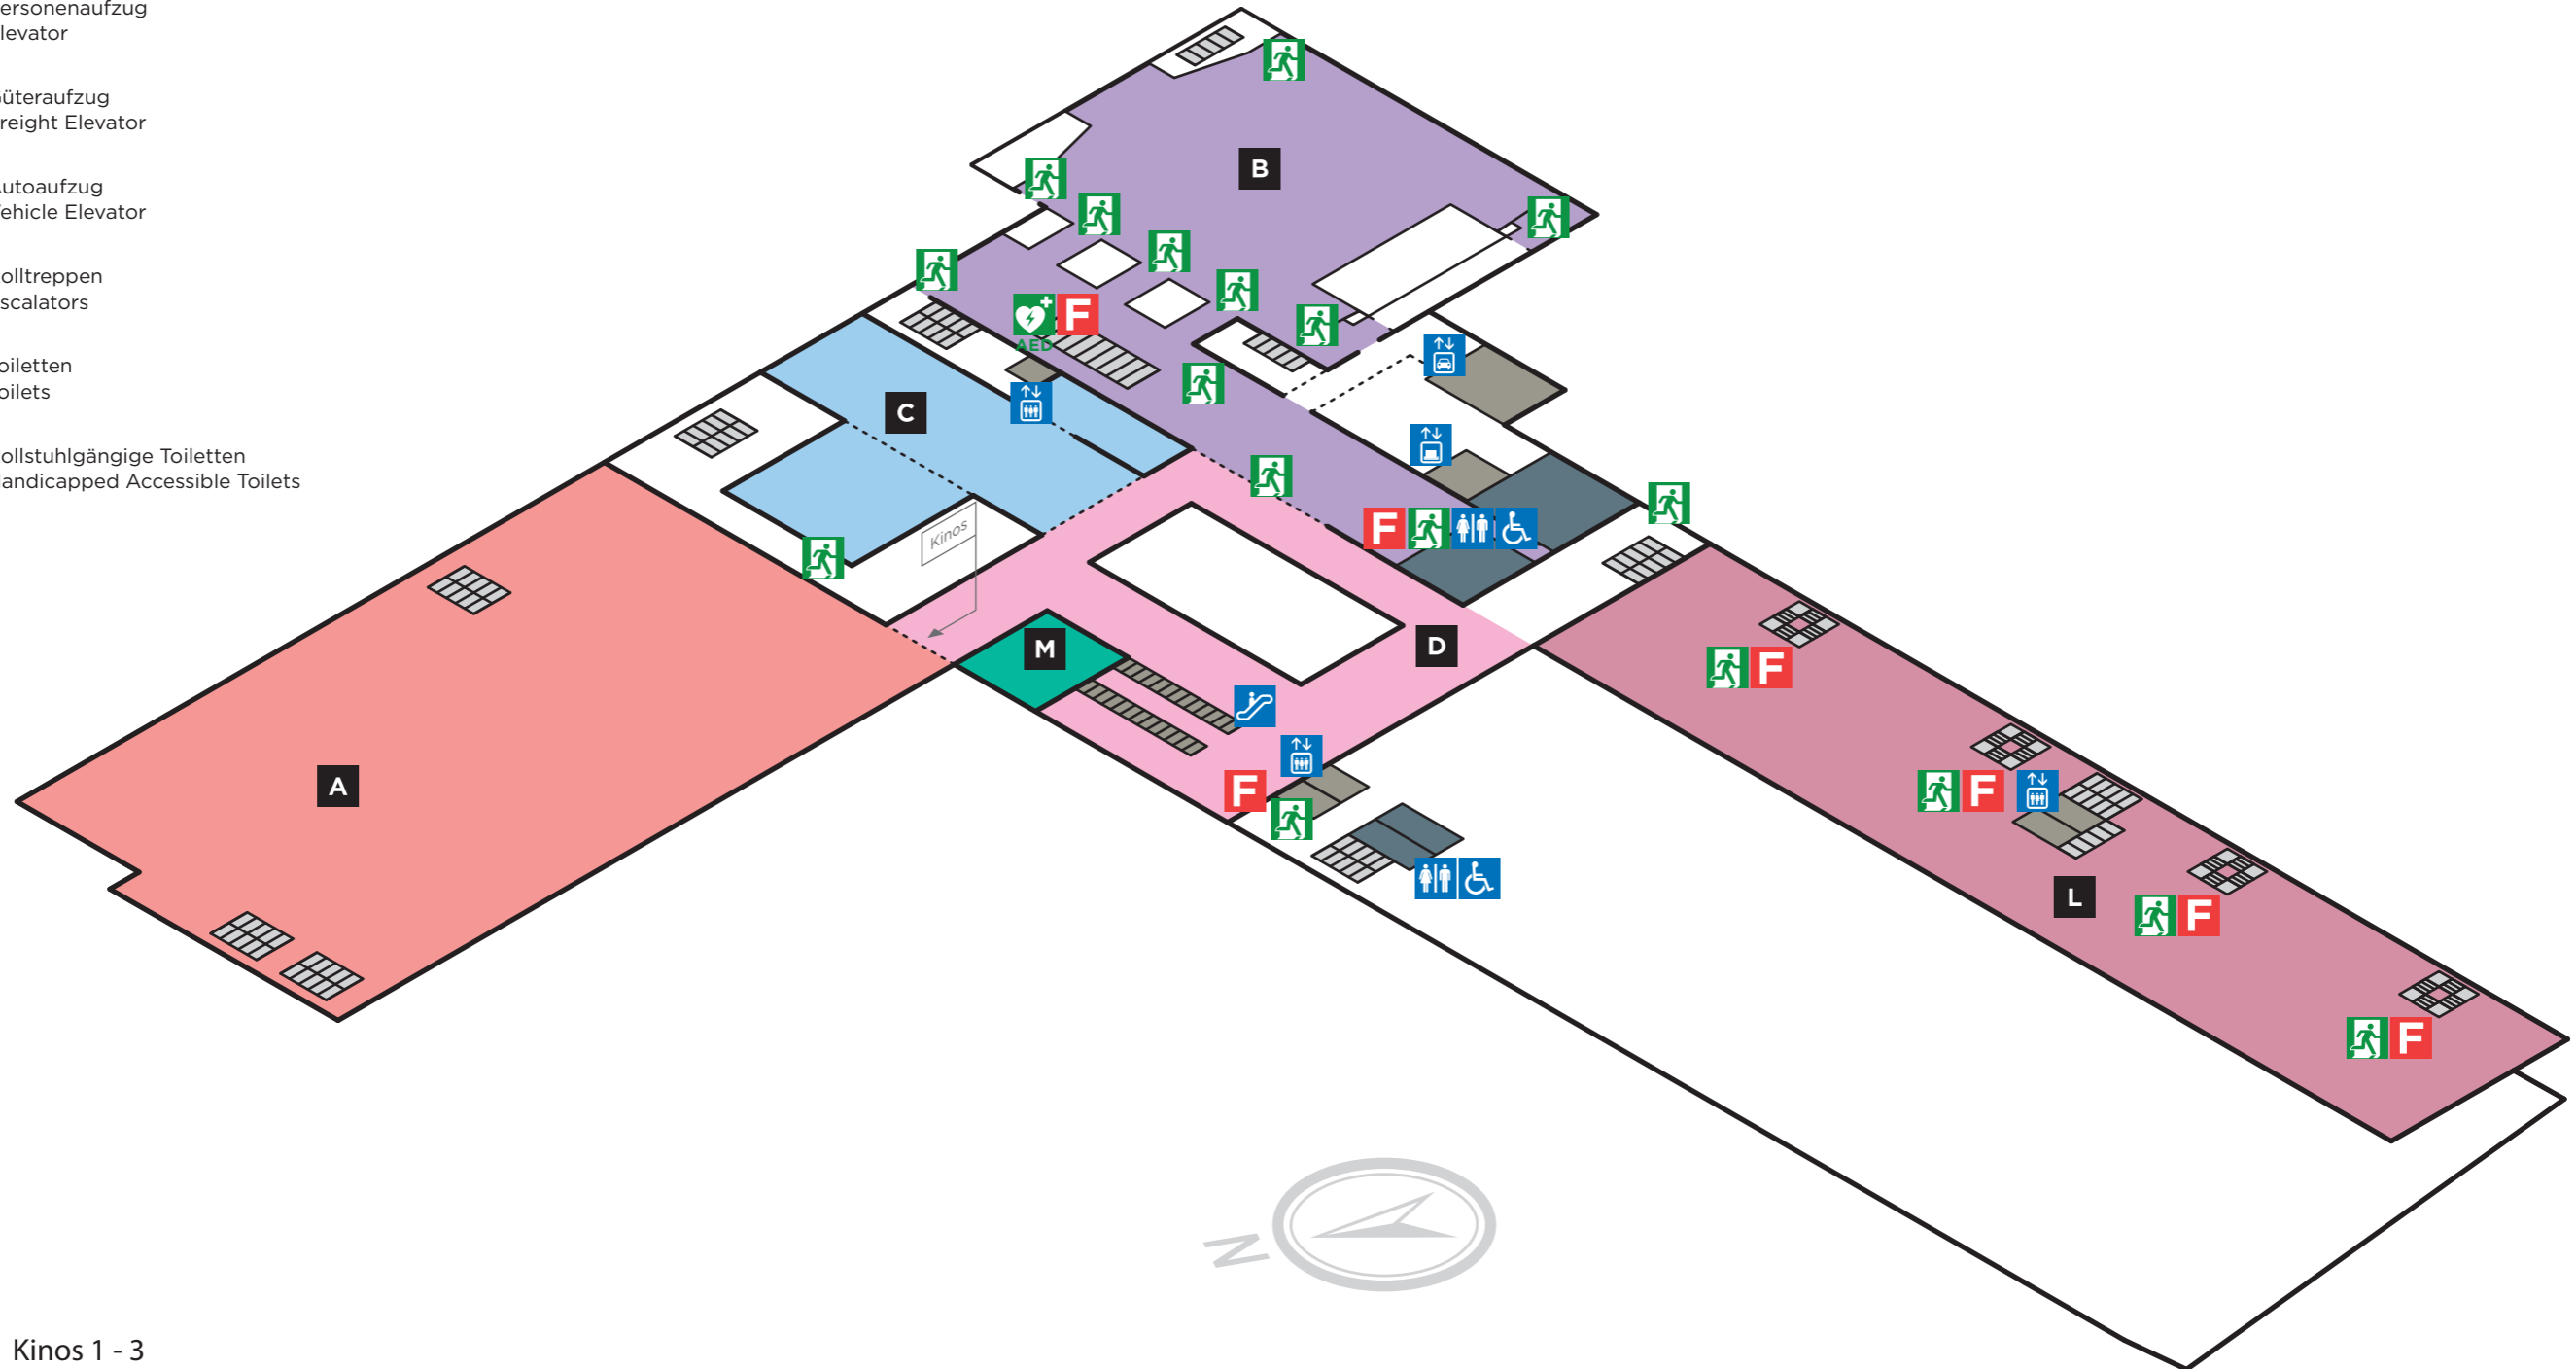 ersonenaufzug
levator
üteraufzug
reight Elevator
utoaufzug
ehicle Elevator
olltreppen
scalators
oiletten
oilets
ollstuhlgängige Toiletten
andicapped Accessible Toilets
B
AED
F
C
Kinos
F
M
D
F
F
A
F
L
F
F
N
Kinos 1 - 3